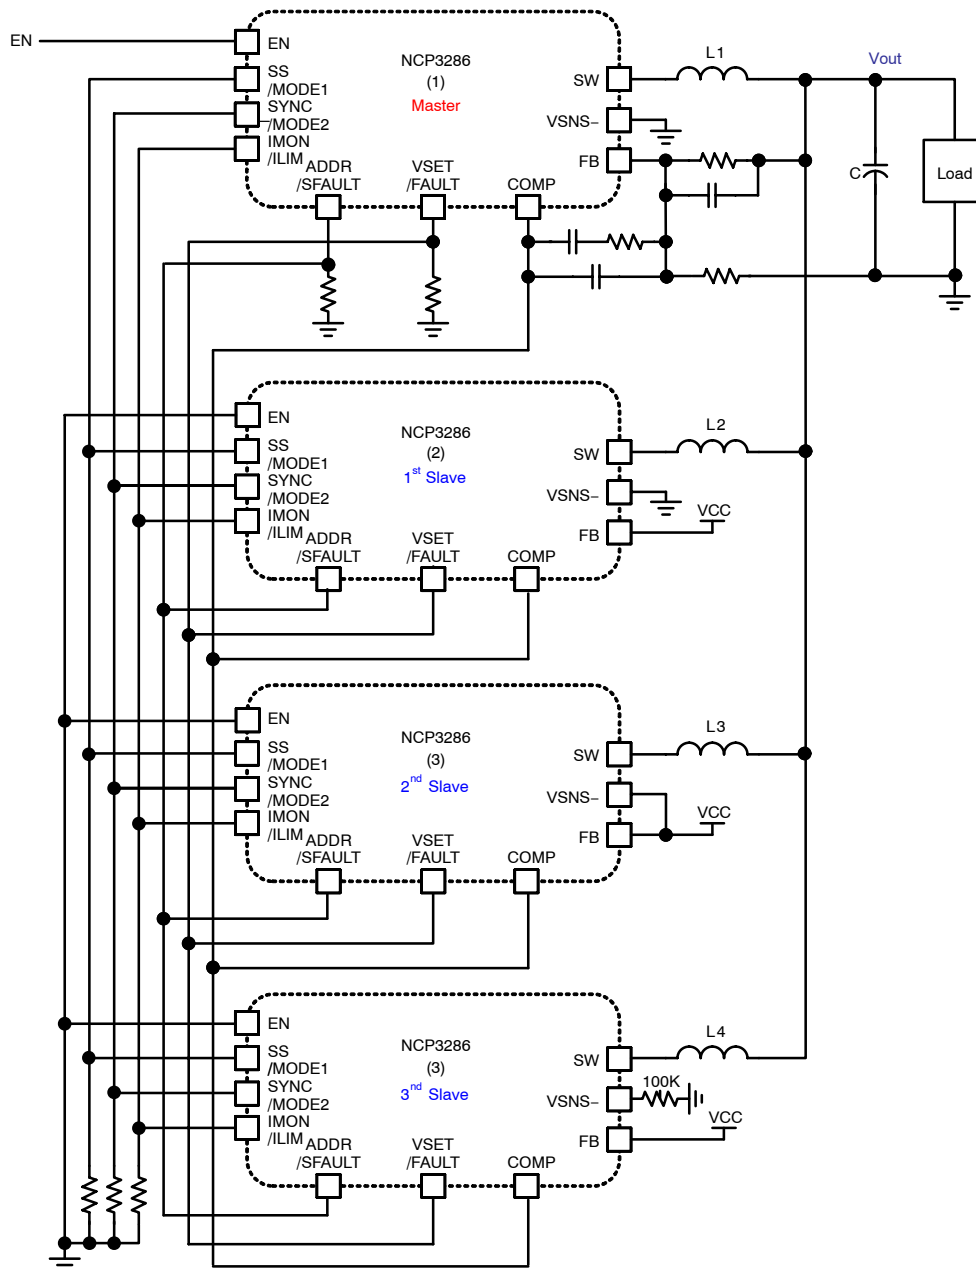 EN
EN
SS
/MODE1
SYNC
/MODE2
IMON
/ILIM
ADDR
/SFAULT
VSET
/FAULT
COMP
NCP3286
(1)
Master
SW
VSNS−
FB
L1
Vout
C
Load
EN
SS
/MODE1
SYNC
/MODE2
IMON
/ILIM
ADDR
/SFAULT
VSET
/FAULT
COMP
NCP3286
(2)
1st Slave
SW
VSNS−
FB
L2
VCC
EN
SS
/MODE1
SYNC
/MODE2
IMON
/ILIM
ADDR
/SFAULT
VSET
/FAULT
COMP
NCP3286
(3)
2nd Slave
SW
VSNS−
FB
L3
VCC
EN
SS
/MODE1
SYNC
/MODE2
IMON
/ILIM
ADDR
/SFAULT
VSET
/FAULT
COMP
NCP3286
(3)
3nd Slave
SW
VSNS−
FB
L4
100K
VCC